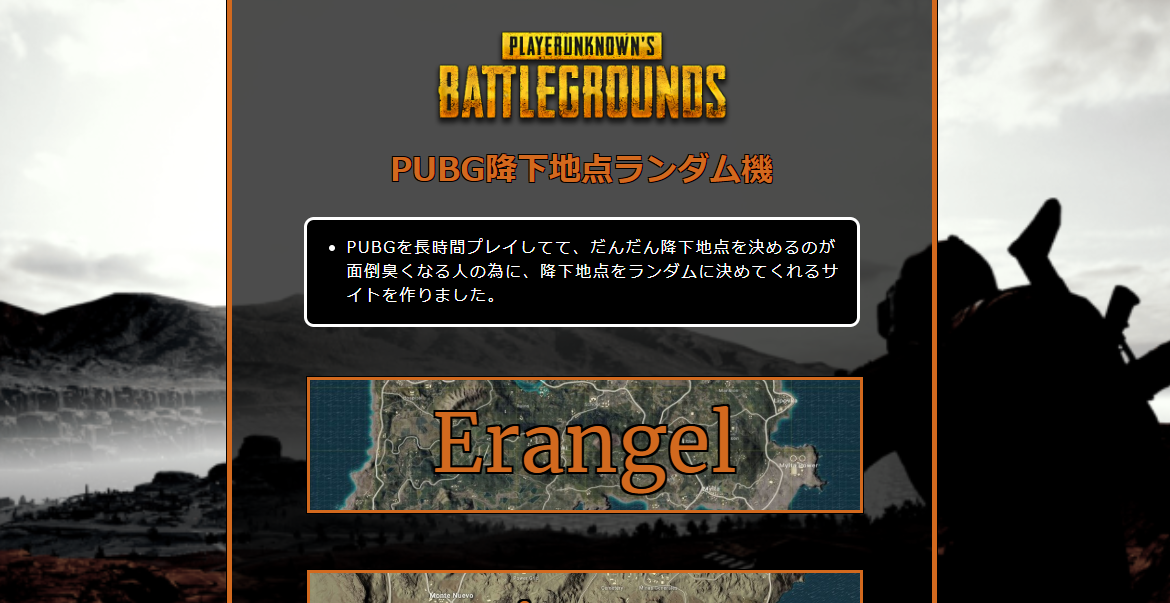 PLAYERUNKNOWN'S
BATTLEGROUNDS
PUBG降下地点ランダム機
• PUBGを長時間プレイしてて、だんだん降下地点を決めるのが
面倒臭くなる人の為に、降下地点をランダムに決めてくれるサ
イトを作りました。
Lipovka
Erangel
Mylta Power
Monte Nuevo